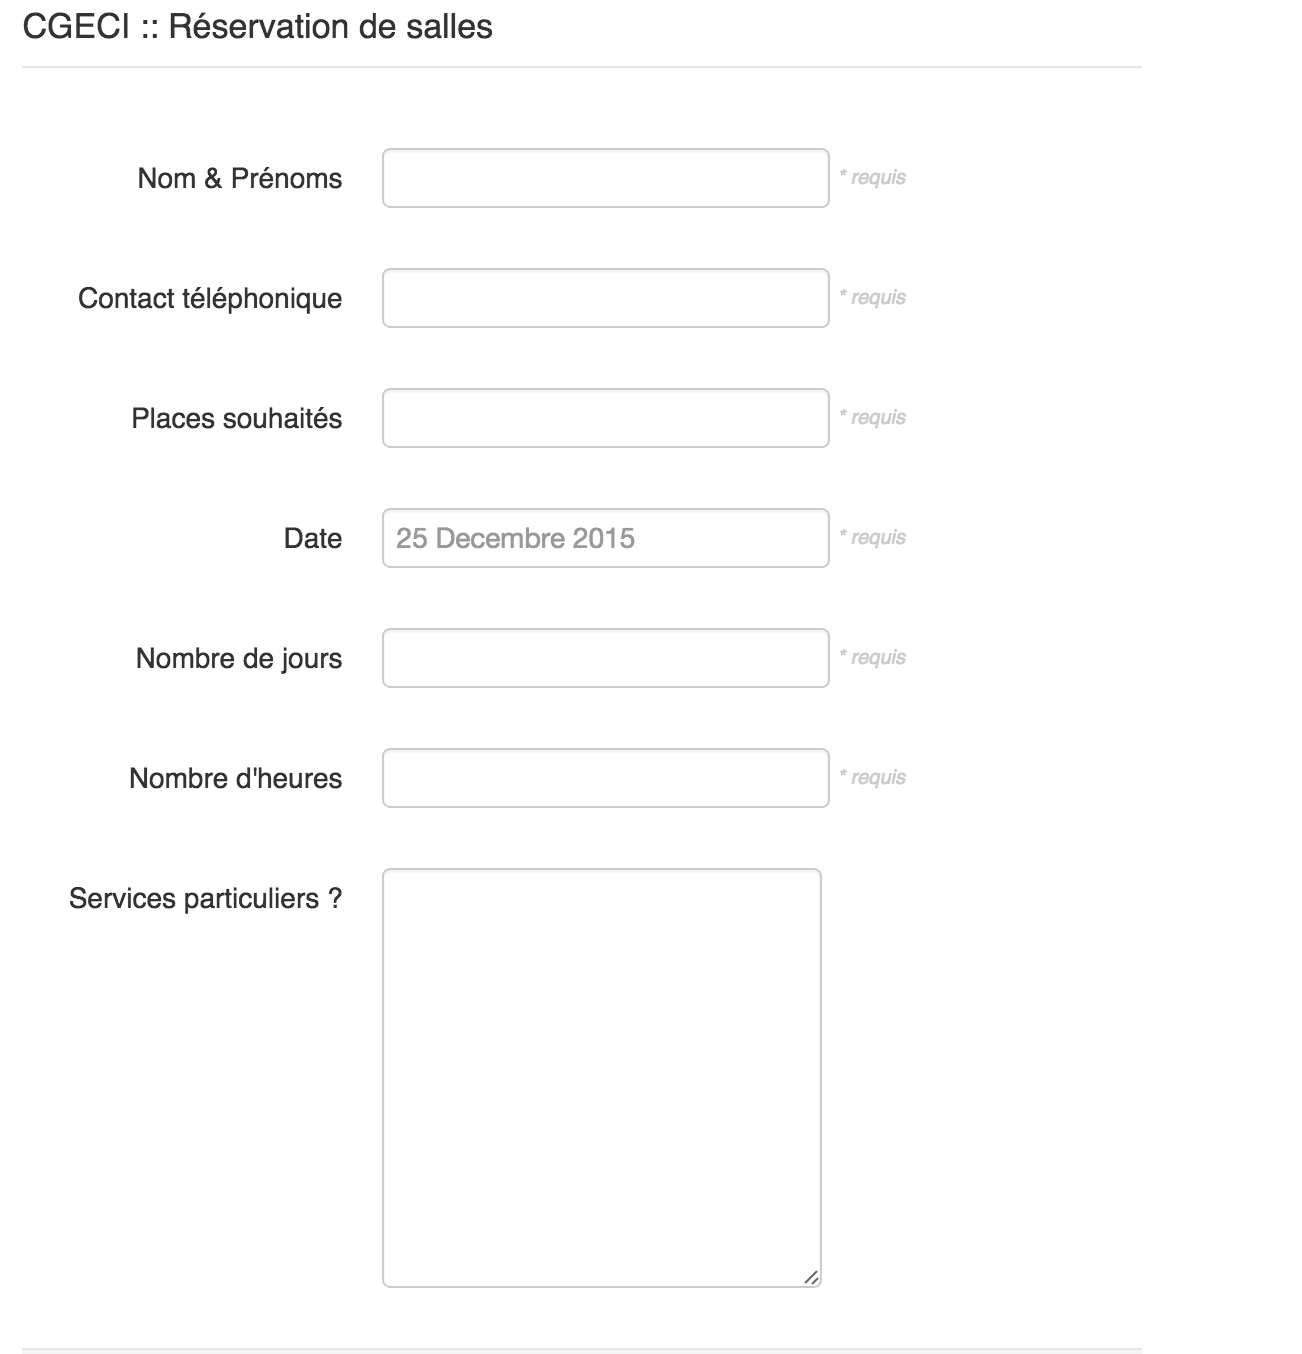 CGECI :: Réservation de salles
Nom & Prénoms * requis
Contact téléphonique * requis
Places souhaités * requis
Date 25 Decembre 2015 * requis
Nombre de jours * requis
Nombre d'heures * requis
Services particuliers ?